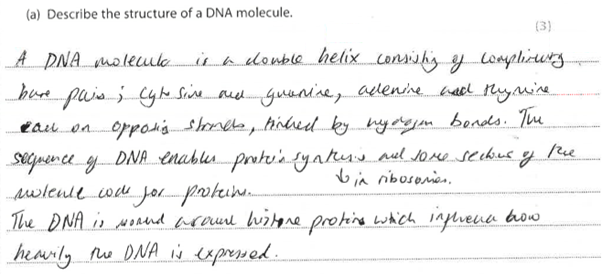 (a) Describe the structure of a DNA molecule.
(3)
A DNA molecule is a double helix consisting of complimentary
base pairs; cytosine and guanine, adenine and thymine
each on opposing strands, linked by hydrogen bonds. The
sequence of DNA enables protein synthesis and some sections of the
molecule code for proteins. ↳ in ribosomes.
The DNA is wound around histone proteins which influence how
heavily the DNA is expressed.